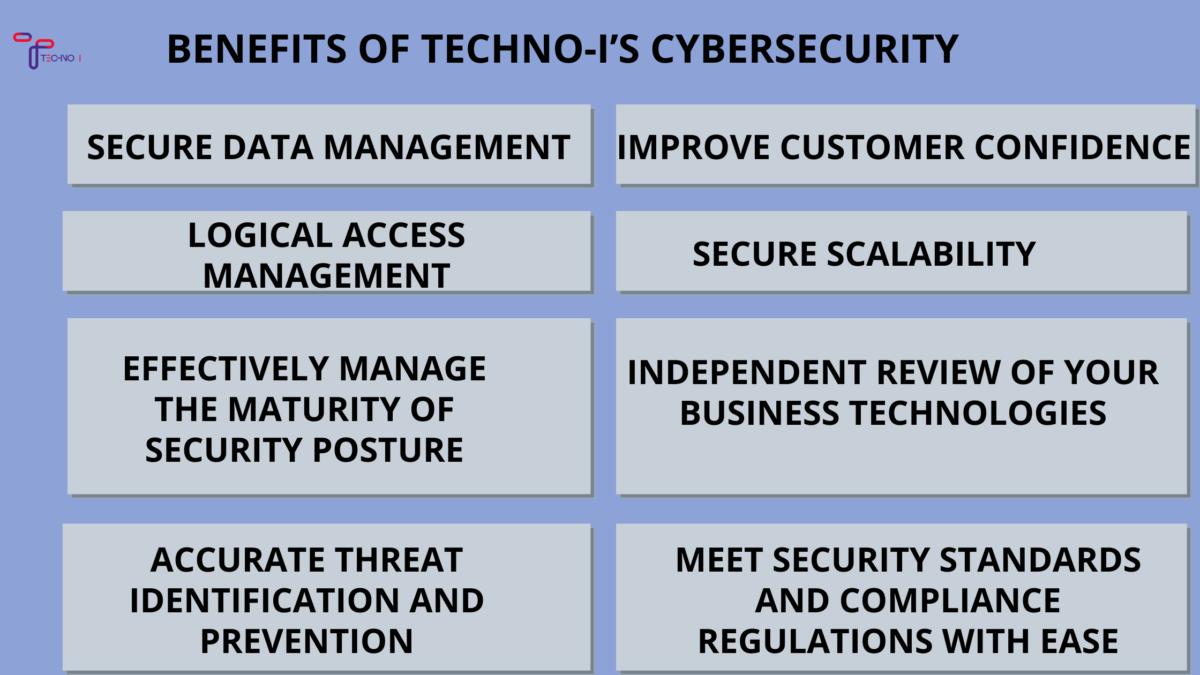 TECHNO I
BENEFITS OF TECHNO-I’S CYBERSECURITY
SECURE DATA MANAGEMENT
IMPROVE CUSTOMER CONFIDENCE
LOGICAL ACCESS
MANAGEMENT
SECURE SCALABILITY
EFFECTIVELY MANAGE
THE MATURITY OF
SECURITY POSTURE
INDEPENDENT REVIEW OF YOUR
BUSINESS TECHNOLOGIES
ACCURATE THREAT
IDENTIFICATION AND
PREVENTION
MEET SECURITY STANDARDS
AND COMPLIANCE
REGULATIONS WITH EASE